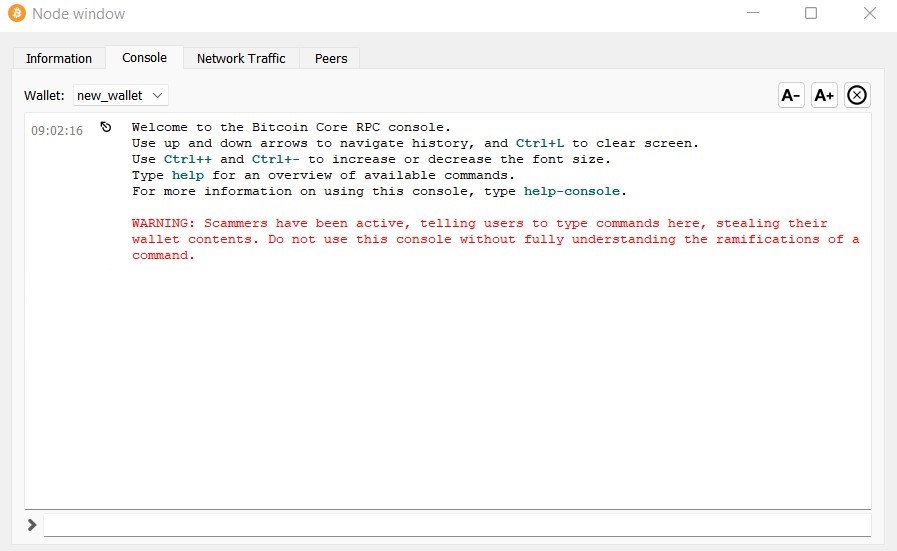 Node window
Information Console Network Traffic Peers
Wallet: new_wallet A- A+
09:02:16 Welcome to the Bitcoin Core RPC console.
Use up and down arrows to navigate history, and Ctrl+L to clear screen.
Use Ctrl++ and Ctrl+- to increase or decrease the font size.
Type help for an overview of available commands.
For more information on using this console, type help-console.
WARNING: Scammers have been active, telling users to type commands here, stealing their
wallet contents. Do not use this console without fully understanding the ramifications of a
command.